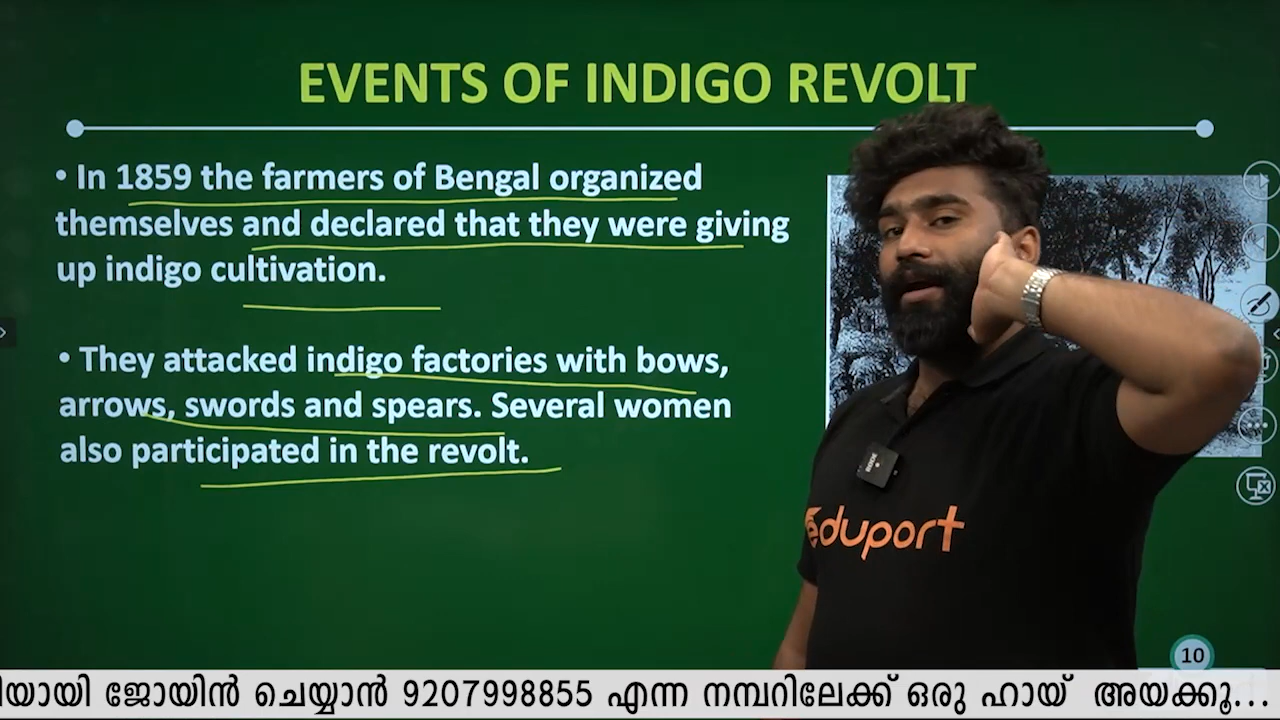 EVENTS OF INDIGO REVOLT
• In 1859 the farmers of Bengal organized
themselves and declared that they were giving
up indigo cultivation.
• They attacked indigo factories with bows,
arrows, swords and spears. Several women
also participated in the revolt.
eduport
10
ജോയിൻ ചെയ്യാൻ 9207998855 എന്ന നമ്പറിലേക്ക് ഒരു ഹായ് അയക്കൂ...